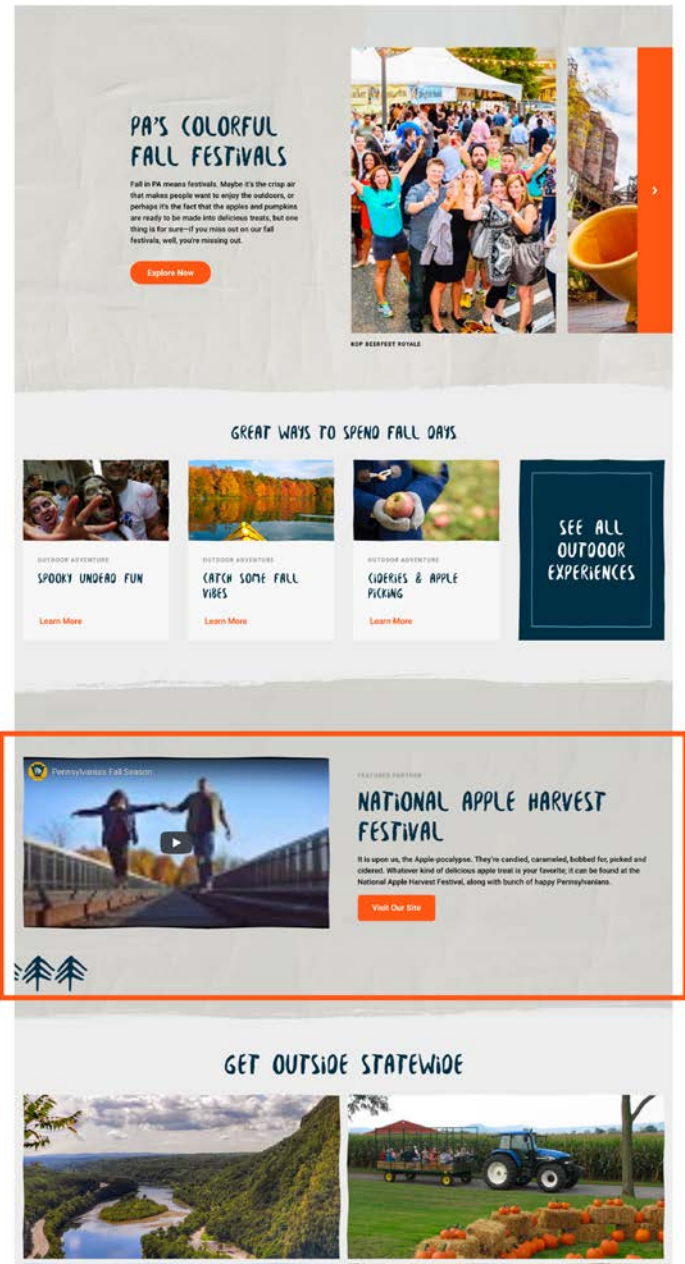 PA'S COLORFUL
FALL FESTIVALS
Fall in PA means festivals. Maybe it's the crisp air
that makes people want to enjoy the outdoors, or
perhaps it's the fact that the apples and pumpkins
are ready to be made into delicious treats; but one
thing is for sure—if you miss out on our fall
festivals, well, you're missing out.
Explore Now
KOP BEERFEST ROYALE
GREAT WAYS TO SPEND FALL DAYS
OUTDOOR ADVENTURE
SPOOKY UNDEAD FUN
Learn More
OUTDOOR ADVENTURE
CATCH SOME FALL
VIBES
Learn More
OUTDOOR ADVENTURE
CIDERIES & APPLE
PICKING
Learn More
SEE ALL
OUTDOOR
EXPERIENCES
Pennsylvania's Fall Season
FEATURED PARTNER
NATIONAL APPLE HARVEST
FESTIVAL
It is upon us, the Apple-pocalypse. They're candied, carameled, bobbed for, picked and
cidered. Whatever kind of delicious apple treat is your favorite; it can be found at the
National Apple Harvest Festival, along with bunch of happy Pennsylvanians.
Visit Our Site
GET OUTSIDE STATEWIDE